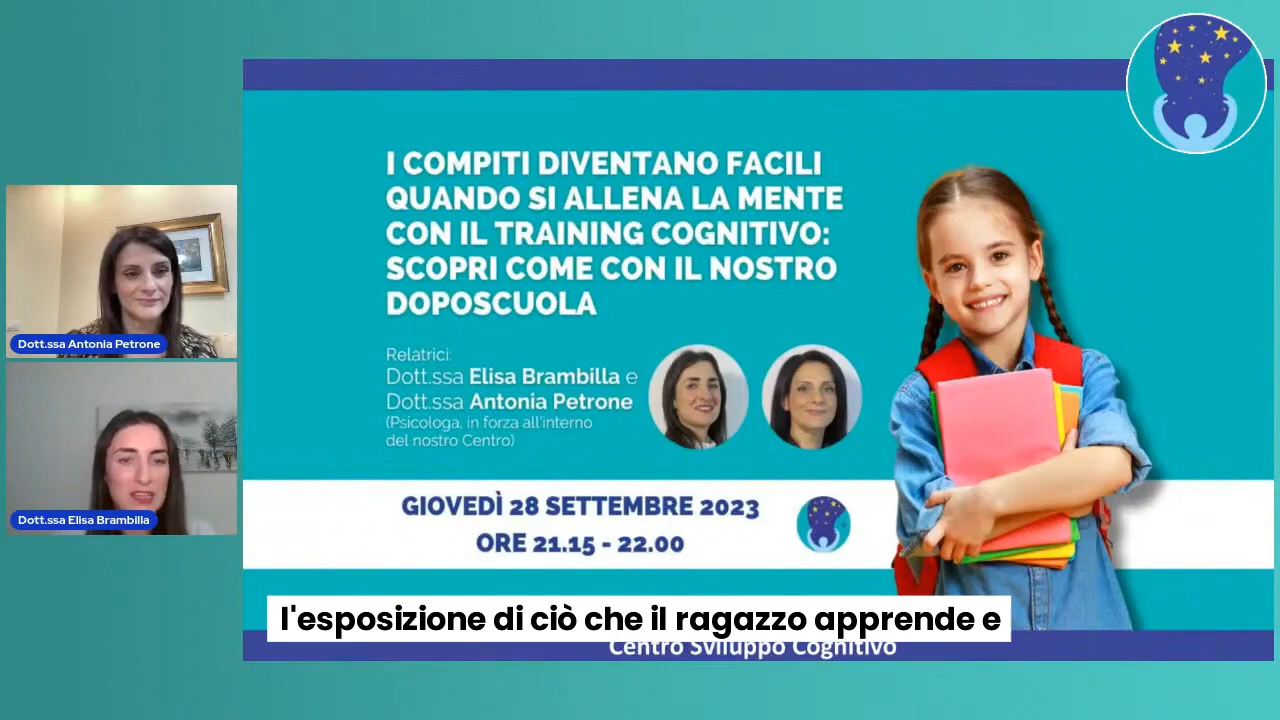 I COMPITI DIVENTANO FACILI
QUANDO SI ALLENA LA MENTE
CON IL TRAINING COGNITIVO:
SCOPRI COME CON IL NOSTRO
DOPOSCUOLA
Relatrici:
Dott.ssa Elisa Brambilla e
Dott.ssa Antonia Petrone
(Psicologa, in forza all'interno
del nostro Centro)
Dott.ssa Antonia Petrone
Dott.ssa Elisa Brambilla
GIOVEDÌ 28 SETTEMBRE 2023
ORE 21.15 - 22.00
l'esposizione di ciò che il ragazzo apprende e
Centro Sviluppo Cognitivo